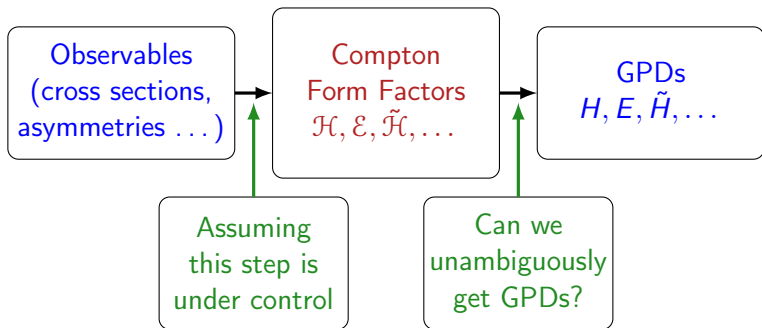 Observables
(cross sections,
asymmetries . . . )
Compton
Form Factors
ℋ, ℰ, ℋ̃, . . .
GPDs
H, E, H̃, . . .
Assuming
this step is
under control
Can we
unambiguously
get GPDs?